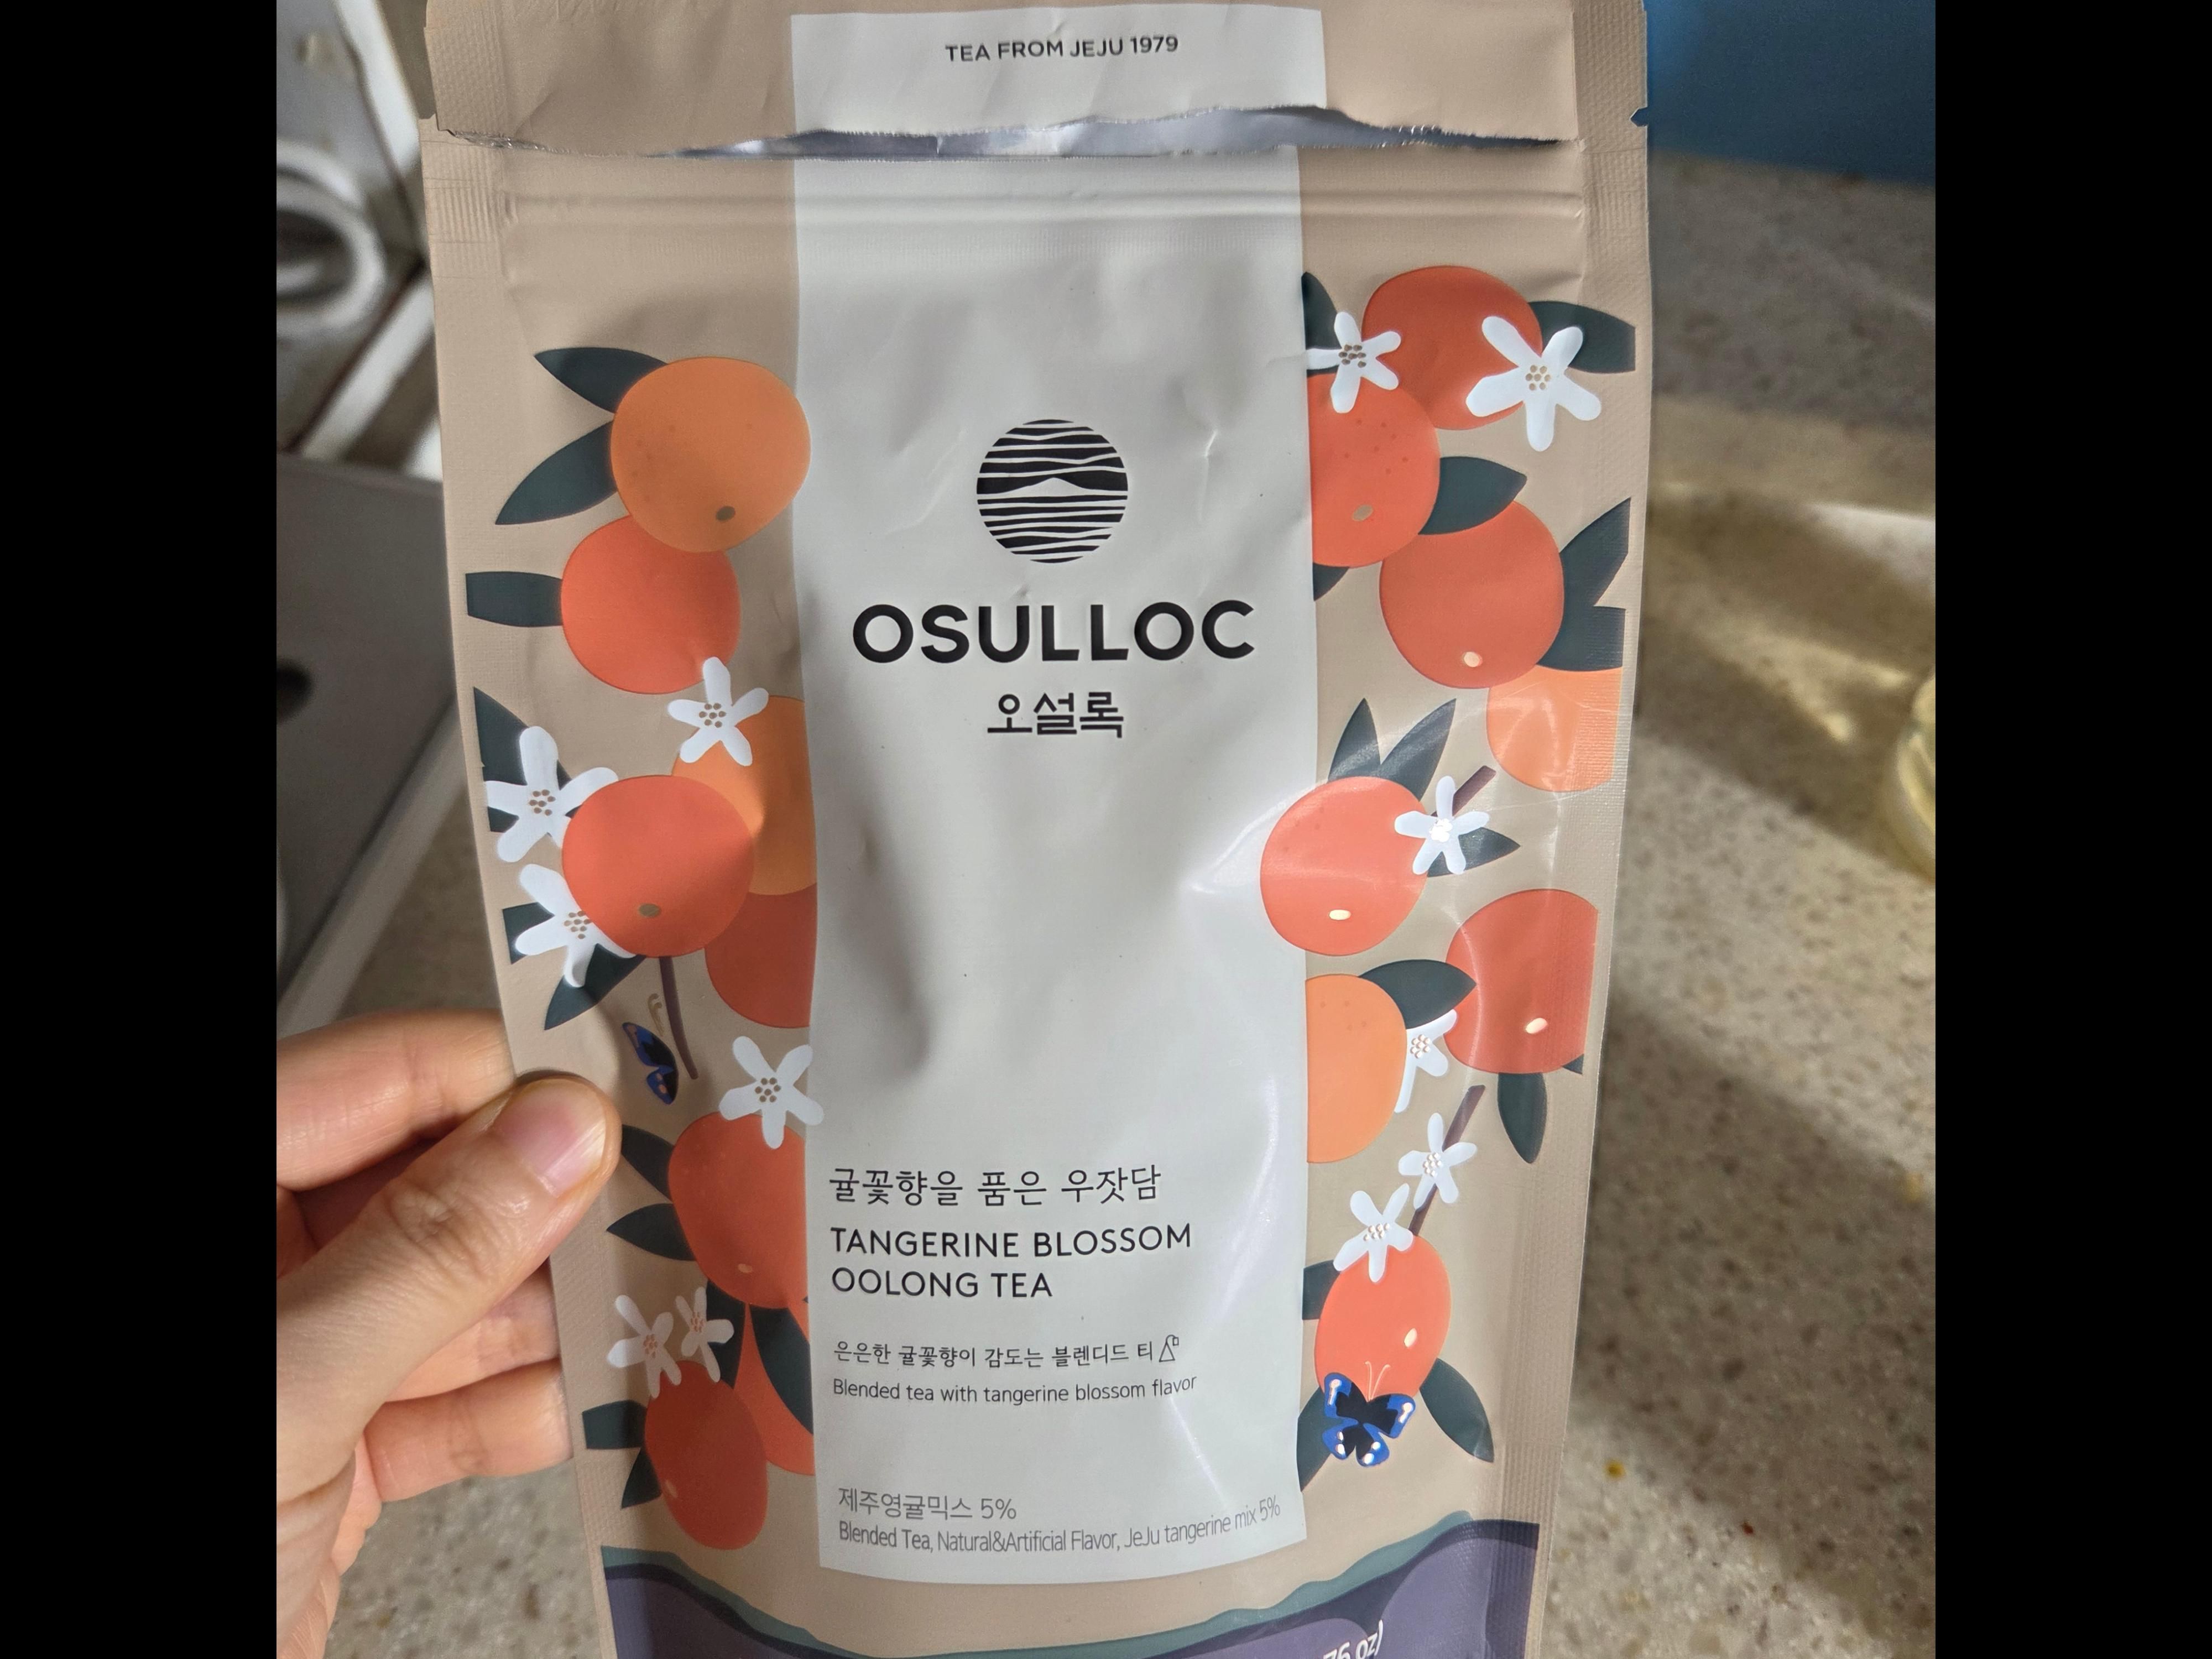 TEA FROM JEJU 1979
OSULLOC
오설록
귤꽃향을 품은 우잣담
TANGERINE BLOSSOM
OOLONG TEA
은은한 귤꽃향이 감도는 블렌디드 티
Blended tea with tangerine blossom flavor
제주영귤믹스 5%
Blended Tea, Natural&Artificial Flavor, JeJu tangerine mix 5%
oz)